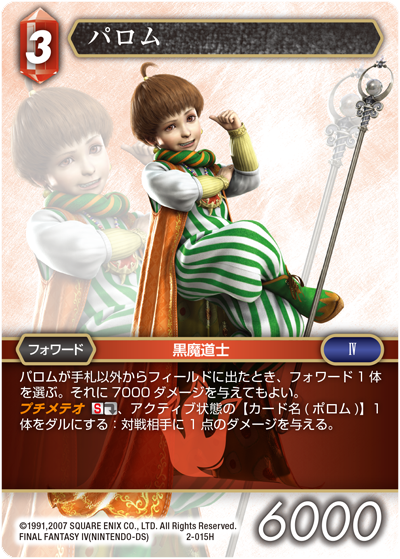 3
パロム
フォワード
黒魔道士
IV
パロムが手札以外からフィールドに出たとき、フォワード1体
を選ぶ。それに7000ダメージを与えてもよい。
プチメテオ S、アクティブ状態の【カード名(ポロム)】1
体をダルにする:対戦相手に1点のダメージを与える。
©1991,2007 SQUARE ENIX CO., LTD. All Rights Reserved.
FINAL FANTASY IV(NINTENDO-DS) 2-015H
6000